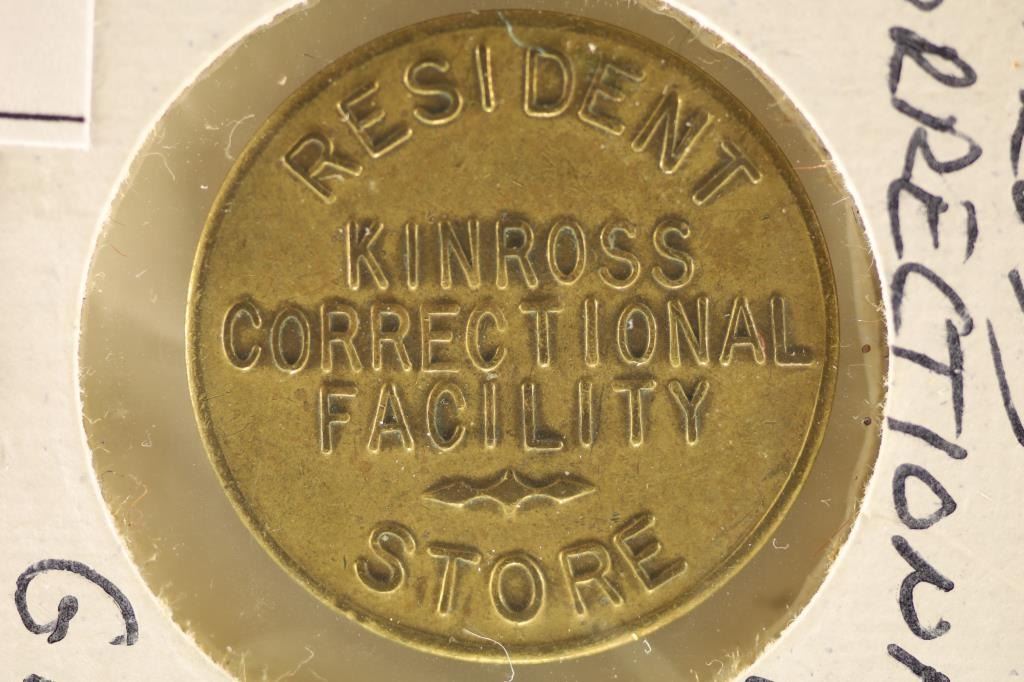 RESIDENT
KINROSS
CORRECTIONAL
FACILITY
STORE